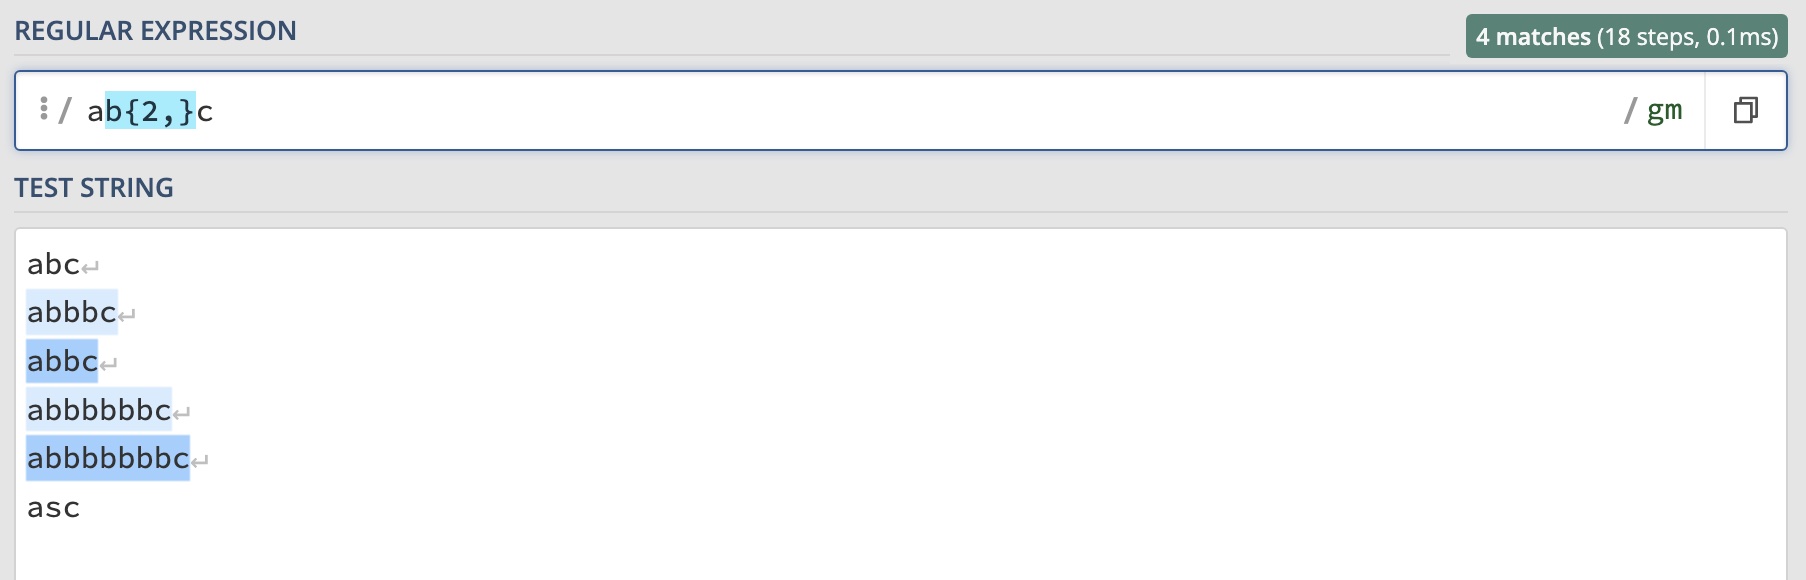 REGULAR EXPRESSION
4 matches (18 steps, 0.1ms)
/ ab{2,}c / gm
TEST STRING
abc↵
abbbc↵
abbc↵
abbbbbbc↵
abbbbbbbc↵
asc